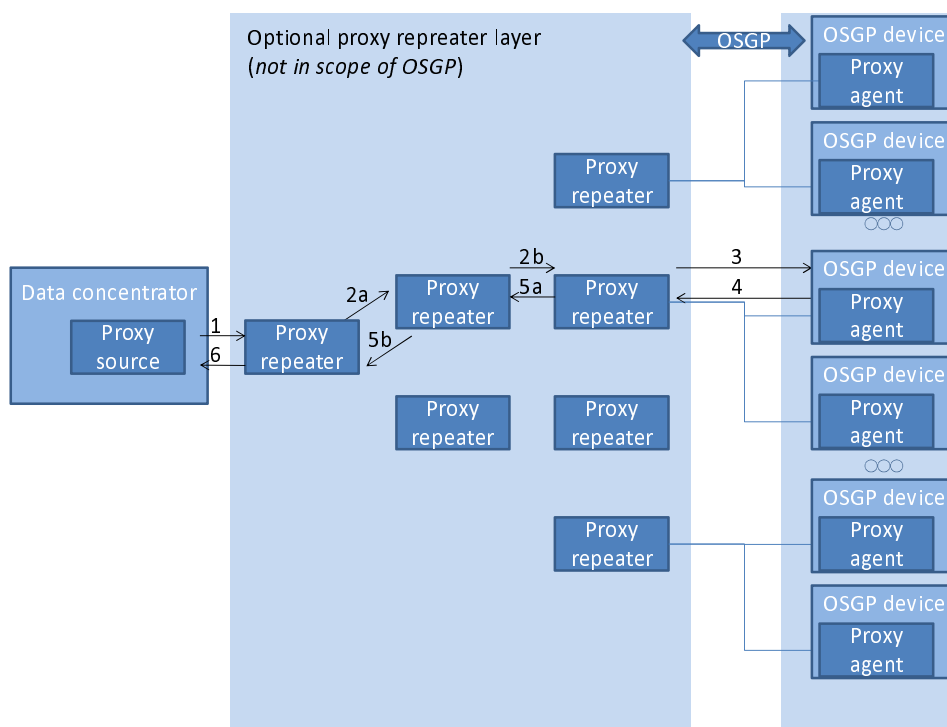 Optional proxy repreater layer
(not in scope of OSGP)
OSGP
OSGP device
Proxy
agent
OSGP device
Proxy
agent
Proxy
repeater
Data concentrator
Proxy
source
1
6
Proxy
repeater
2a
5b
Proxy
repeater
2b
5a
Proxy
repeater
3
4
OSGP device
Proxy
agent
OSGP device
Proxy
agent
Proxy
repeater
Proxy
repeater
Proxy
repeater
OSGP device
Proxy
agent
OSGP device
Proxy
agent